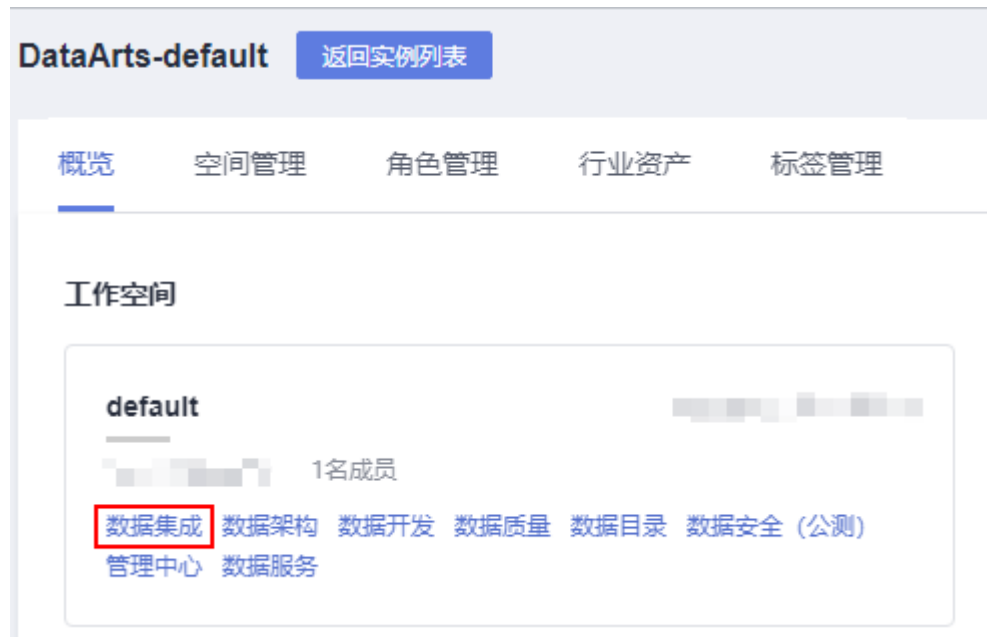 DataArts-default 返回实例列表
概览 空间管理 角色管理 行业资产 标签管理
工作空间
default
1名成员
数据集成 数据架构 数据开发 数据质量 数据目录 数据安全 (公测)
管理中心 数据服务